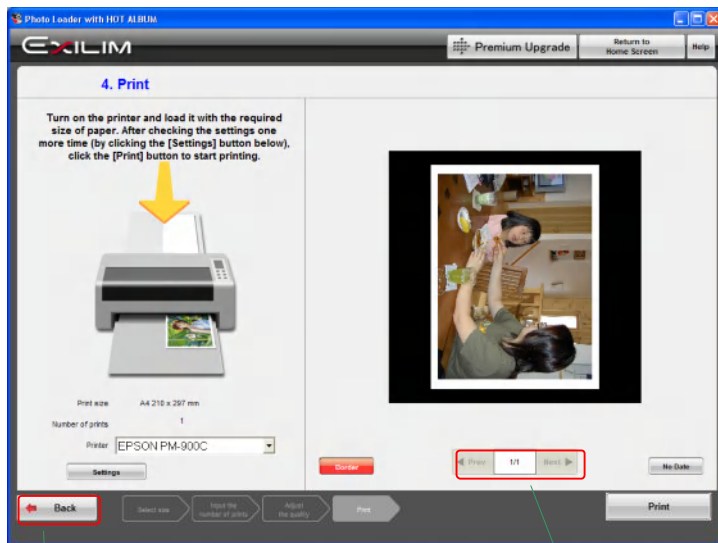 Photo Loader with HOT ALBUM
EXILIM
Premium Upgrade
Return to
Home Screen
Help
4. Print
Turn on the printer and load it with the required
size of paper. After checking the settings one
more time (by clicking the [Settings] button below),
click the [Print] button to start printing.
Print size A4 210 x 297 mm
Number of prints 1
Printer EPSON PM-900C
Settings
Border
Prev 1/1 Next
No Date
Back
Select size
Input the
number of prints
Adjust
the quality
Print
Print